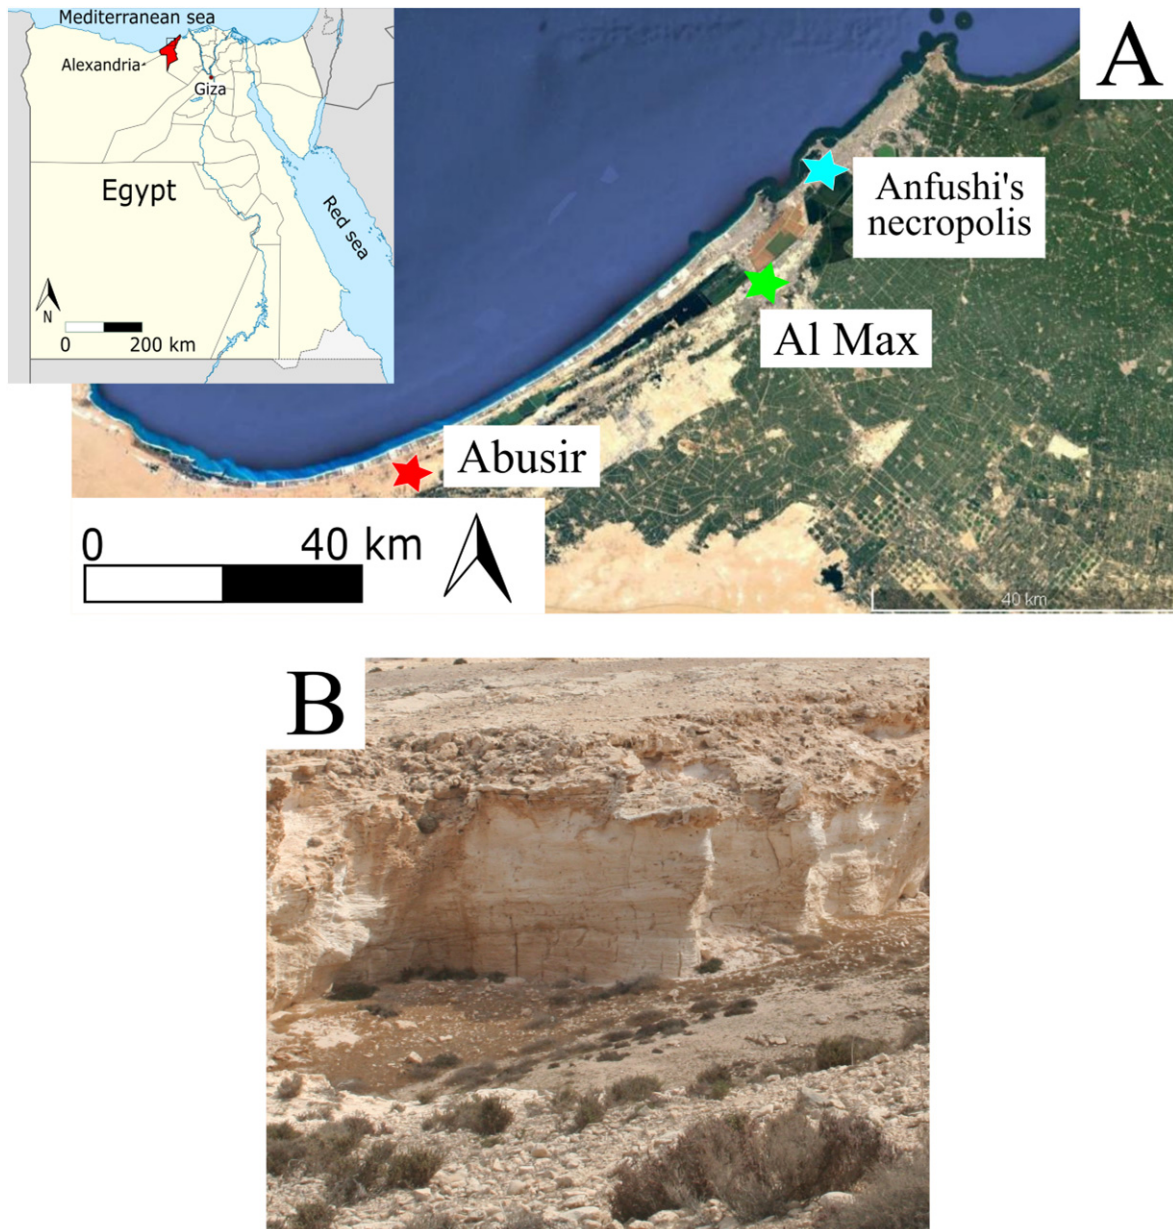 Mediterranean sea
Alexandria
Giza
Egypt
Red sea
N
0 200 km
A
Anfushi's
necropolis
Al Max
Abusir
0 40 km
40 km
B